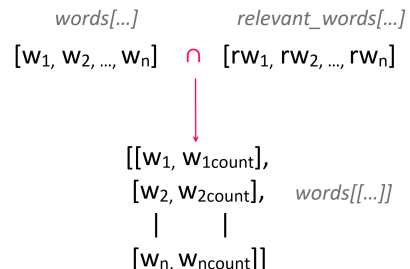 words[…] relevant_words[…]
[w1, w2, …, wn] ∩ [rw1, rw2, …, rwn]
[[w1, w1count],
[w2, w2count], words[[…]]
| |
[wn, wncount]]